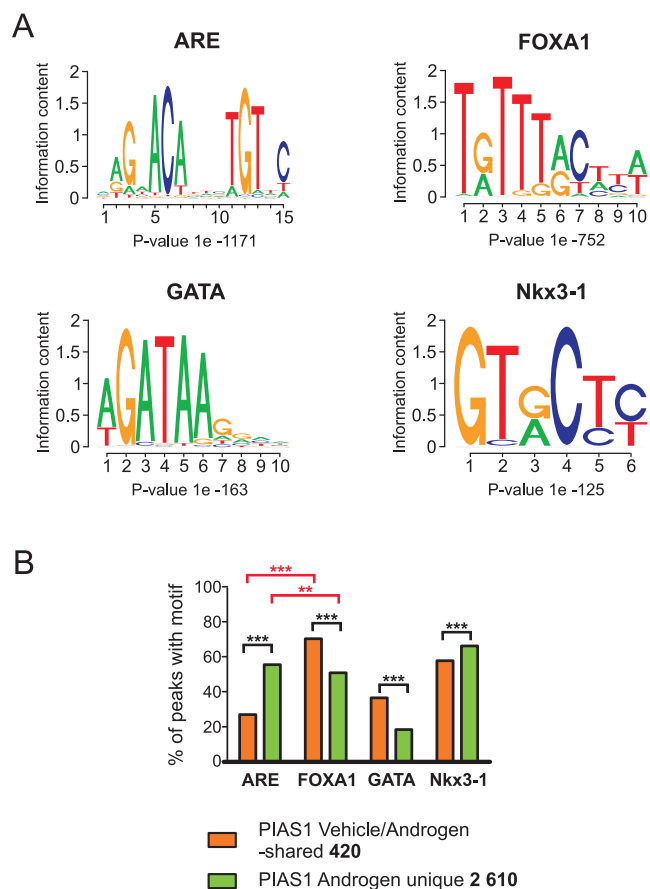 A
ARE
FOXA1
Information content
2
1.5
1
0.5
0
1 5 10 15
P-value 1e -1171
Information content
2
1.5
1
0.5
0
1 2 3 4 5 6 7 8 9 10
P-value 1e -752
GATA
Nkx3-1
Information content
2
1.5
1
0.5
0
1 2 3 4 5 6 7 8 9 10
P-value 1e -163
Information content
2
1.5
1
0.5
0
1 2 3 4 5 6
P-value 1e -125
B
% of peaks with motif
100
80
60
40
20
0
***
**
*** *** *** ***
ARE FOXA1 GATA Nkx3-1
PIAS1 Vehicle/Androgen
-shared 420
PIAS1 Androgen unique 2 610